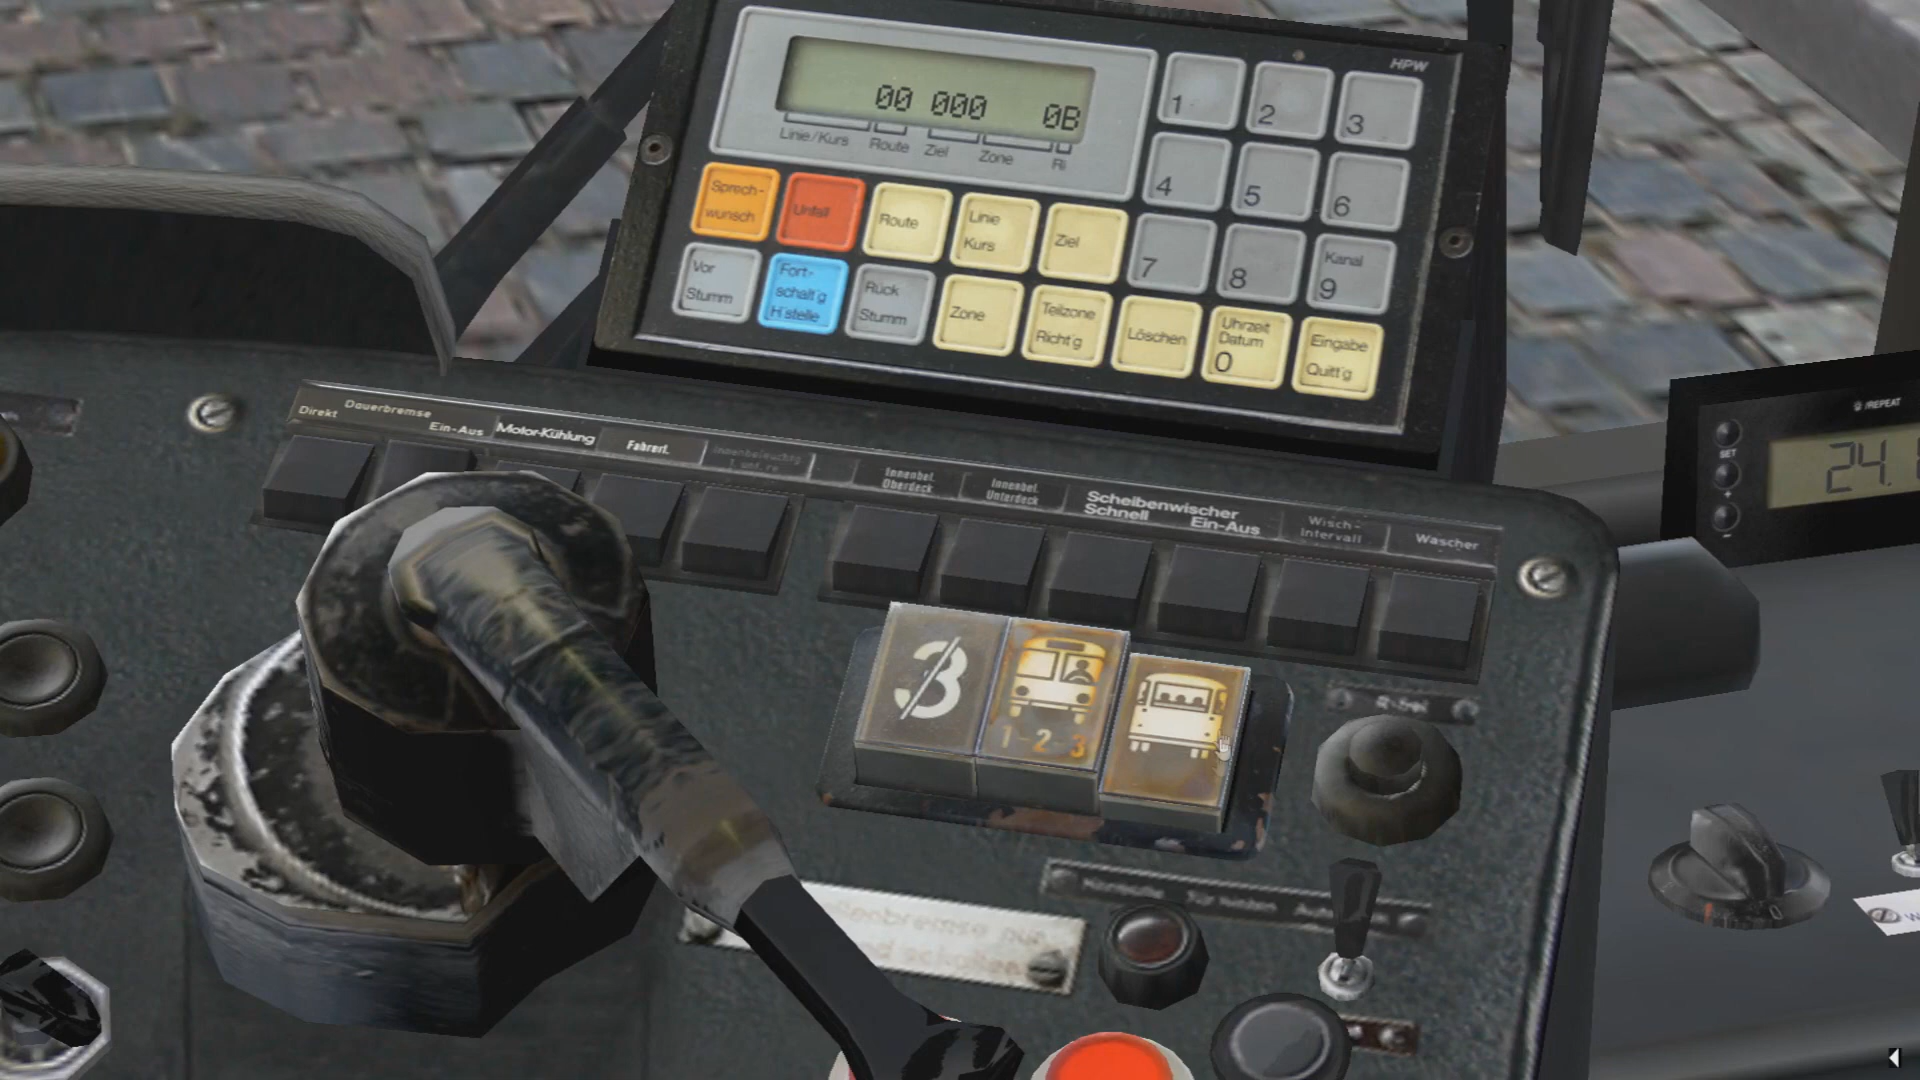 HPW
00 000 0B
Linie/Kurs Route Ziel Zone Ri
1
2
3
4
5
6
7
8
Kanal
9
Sprech-
wunsch
Unfall
Route
Linie
Kurs
Ziel
Vor
Stumm
Fort-
schalt'g
H'stelle
Rück
Stumm
Zone
Teilzone
Richt'g
Löschen
Uhrzeit
Datum
0
Eingabe
Quitt'g
/REPEAT
SET
+
-
24.
Direkt
Dauerbremse
Ein-Aus
Motor-Kühlung
Fahrerl.
Innenbel.
Oberdeck
Innenbel.
Unterdeck
Scheibenwischer
Schnell Ein-Aus
Wisch-
Intervall
Wascher
3
1-2-3
0
W